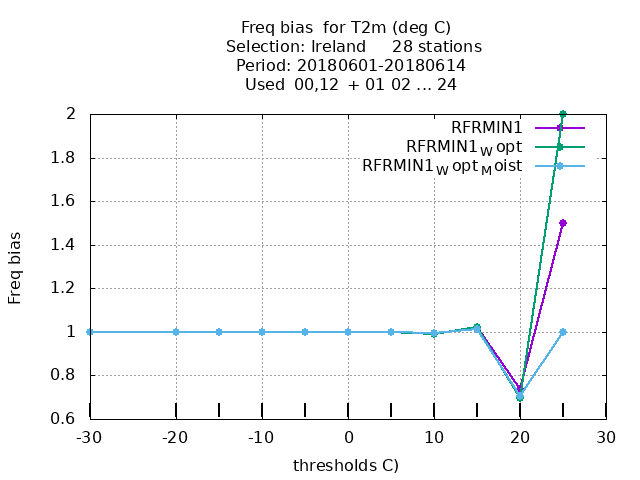 Freq bias  for T2m (deg C)
Selection: Ireland     28 stations
Period: 20180601-20180614
Used  00,12  + 01 02 ... 24
RFRMIN1
RFRMIN1W opt
RFRMIN1W optMoist
Freq bias
2
1.8
1.6
1.4
1.2
1
0.8
0.6
-30 -20 -10 0 10 20 30
thresholds C)